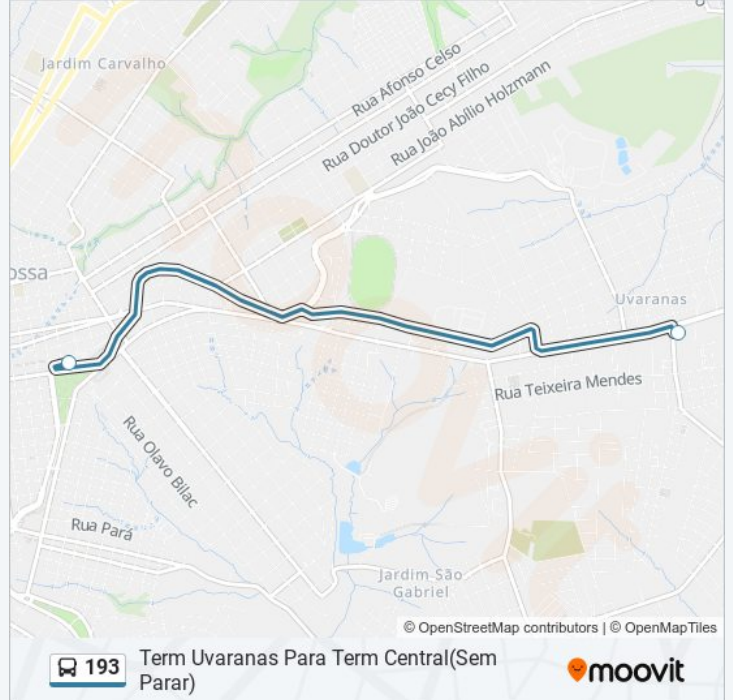 Jardim Carvalho
Rua Afonso Celso
Rua Doutor João Cecy Filho
Rua João Abílio Holzmann
ossa
Uvaranas
Rua Teixeira Mendes
Rua Olavo Bilac
Rua Pará
Jardim São
Gabriel
© OpenStreetMap contributors | © OpenMapTiles
193
Term Uvaranas Para Term Central(Sem
Parar)
moovit